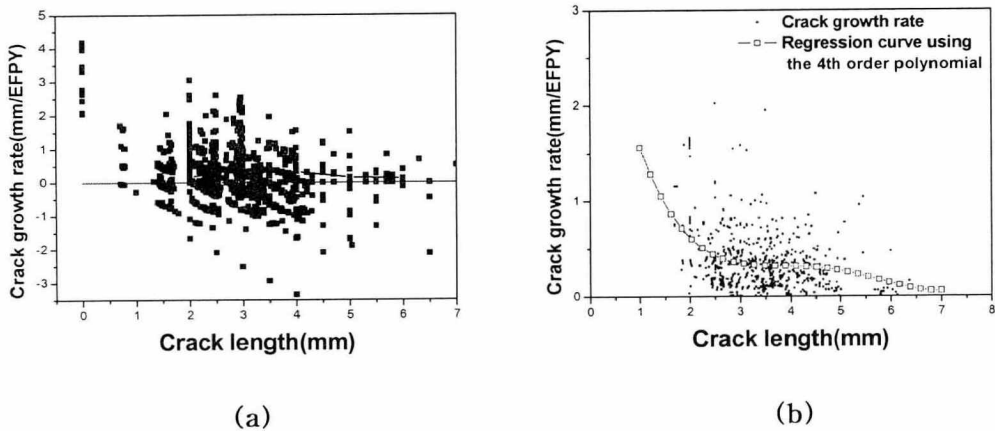 5
4
3
2
1
0
-1
-2
-3
0 1 2 3 4 5 6 7
Crack growth rate(mm/EFPY)
Crack length(mm)
(a)
3
2
1
0
0 1 2 3 4 5 6 7 8
Crack growth rate(mm/EFPY)
Crack growth rate
Regression curve using
the 4th order polynomial
Crack length(mm)
(b)